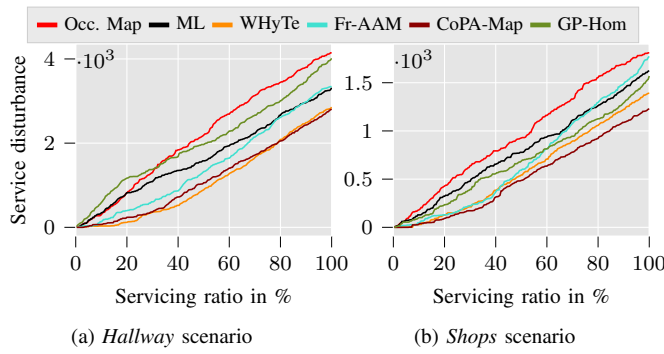 Occ. Map ML WHyTe Fr-AAM CoPA-Map GP-Hom
·10³
4
2
0
Service disturbance
0 20 40 60 80 100
Servicing ratio in %
(a) Hallway scenario
·10³
1.5
1
0.5
0
0 20 40 60 80 100
Servicing ratio in %
(b) Shops scenario